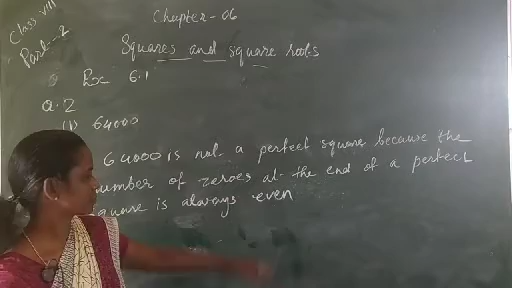 Class-VIII
Part-2
Chapter-06
Squares and square roots
Ex 6.1
Q.2
(i) 64000
64000 is not a perfect square because the
number of zeroes at the end of a perfect
square is always even